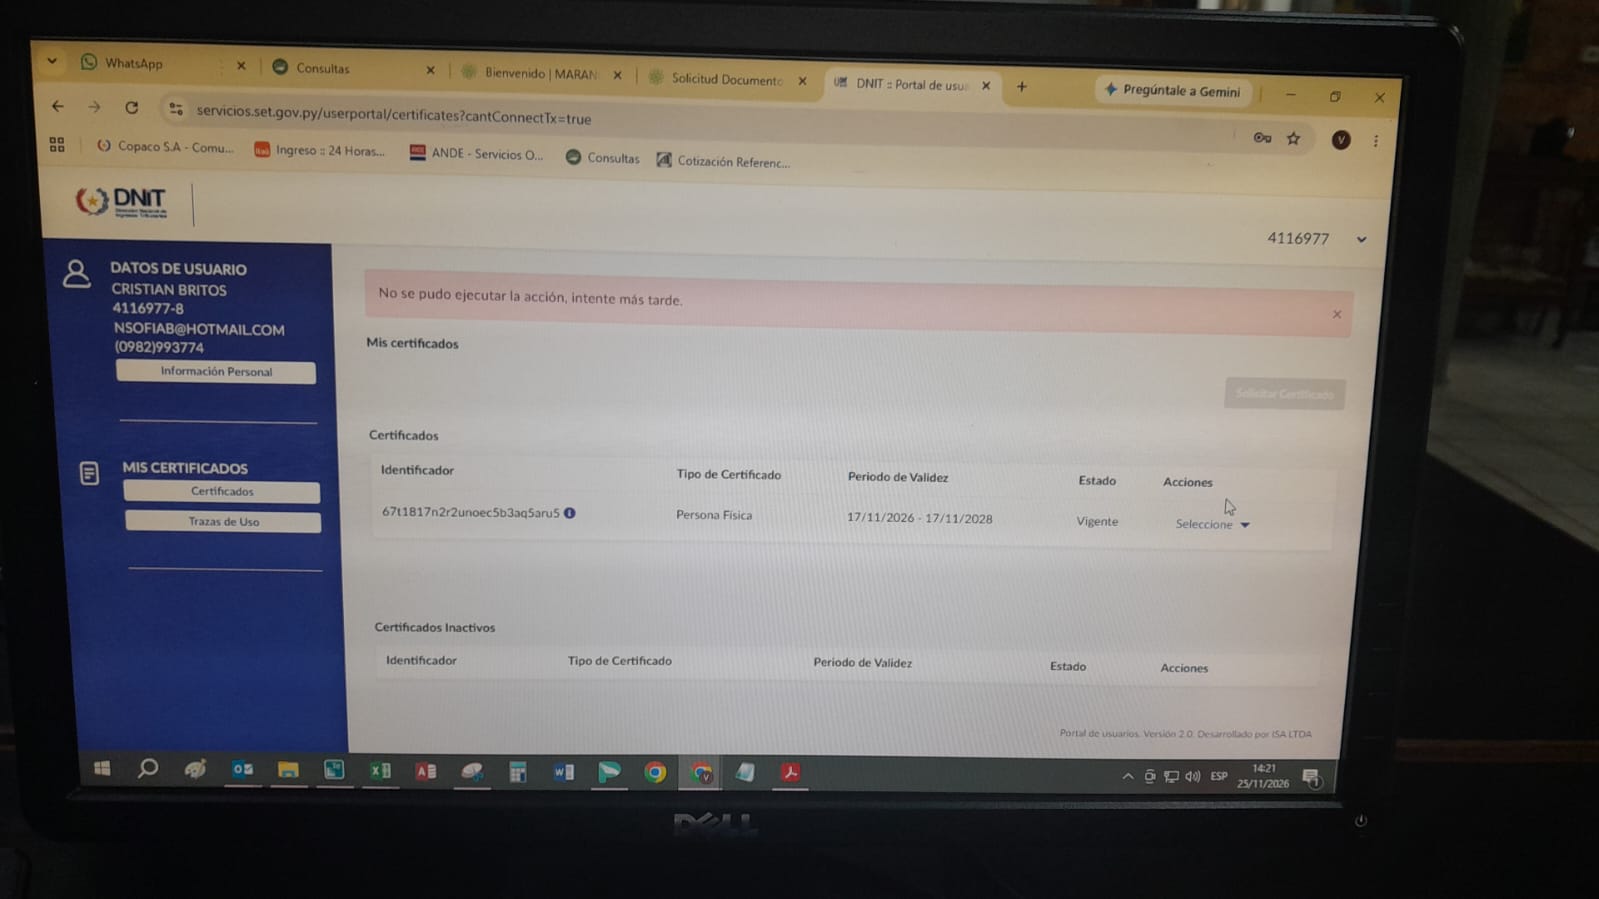 WhatsApp
Consultas
Bienvenido | MARAN
Solicitud Documento
DNIT :: Portal de usua
Pregúntale a Gemini
servicios.set.gov.py/userportal/certificates?cantConnectTx=true
Copaco S.A - Comu...
Ingreso :: 24 Horas...
ANDE - Servicios O...
Consultas
Cotización Referenc...
V
DNIT
4116977
DATOS DE USUARIO
CRISTIAN BRITOS
4116977-8
NSOFIAB@HOTMAIL.COM
(0982)993774
Información Personal
No se pudo ejecutar la acción, intente más tarde.
Mis certificados
Solicitar Certificado
MIS CERTIFICADOS
Certificados
Trazas de Uso
Certificados
Identificador Tipo de Certificado Periodo de Validez Estado Acciones
67t1817n2r2unoec5b3aq5aru5 Persona Física 17/11/2026 - 17/11/2028 Vigente Seleccione
Certificados Inactivos
Identificador Tipo de Certificado Periodo de Validez Estado Acciones
Portal de usuarios. Versión 2.0. Desarrollado por ISA LTDA
ESP
14:21
25/11/2026
DELL